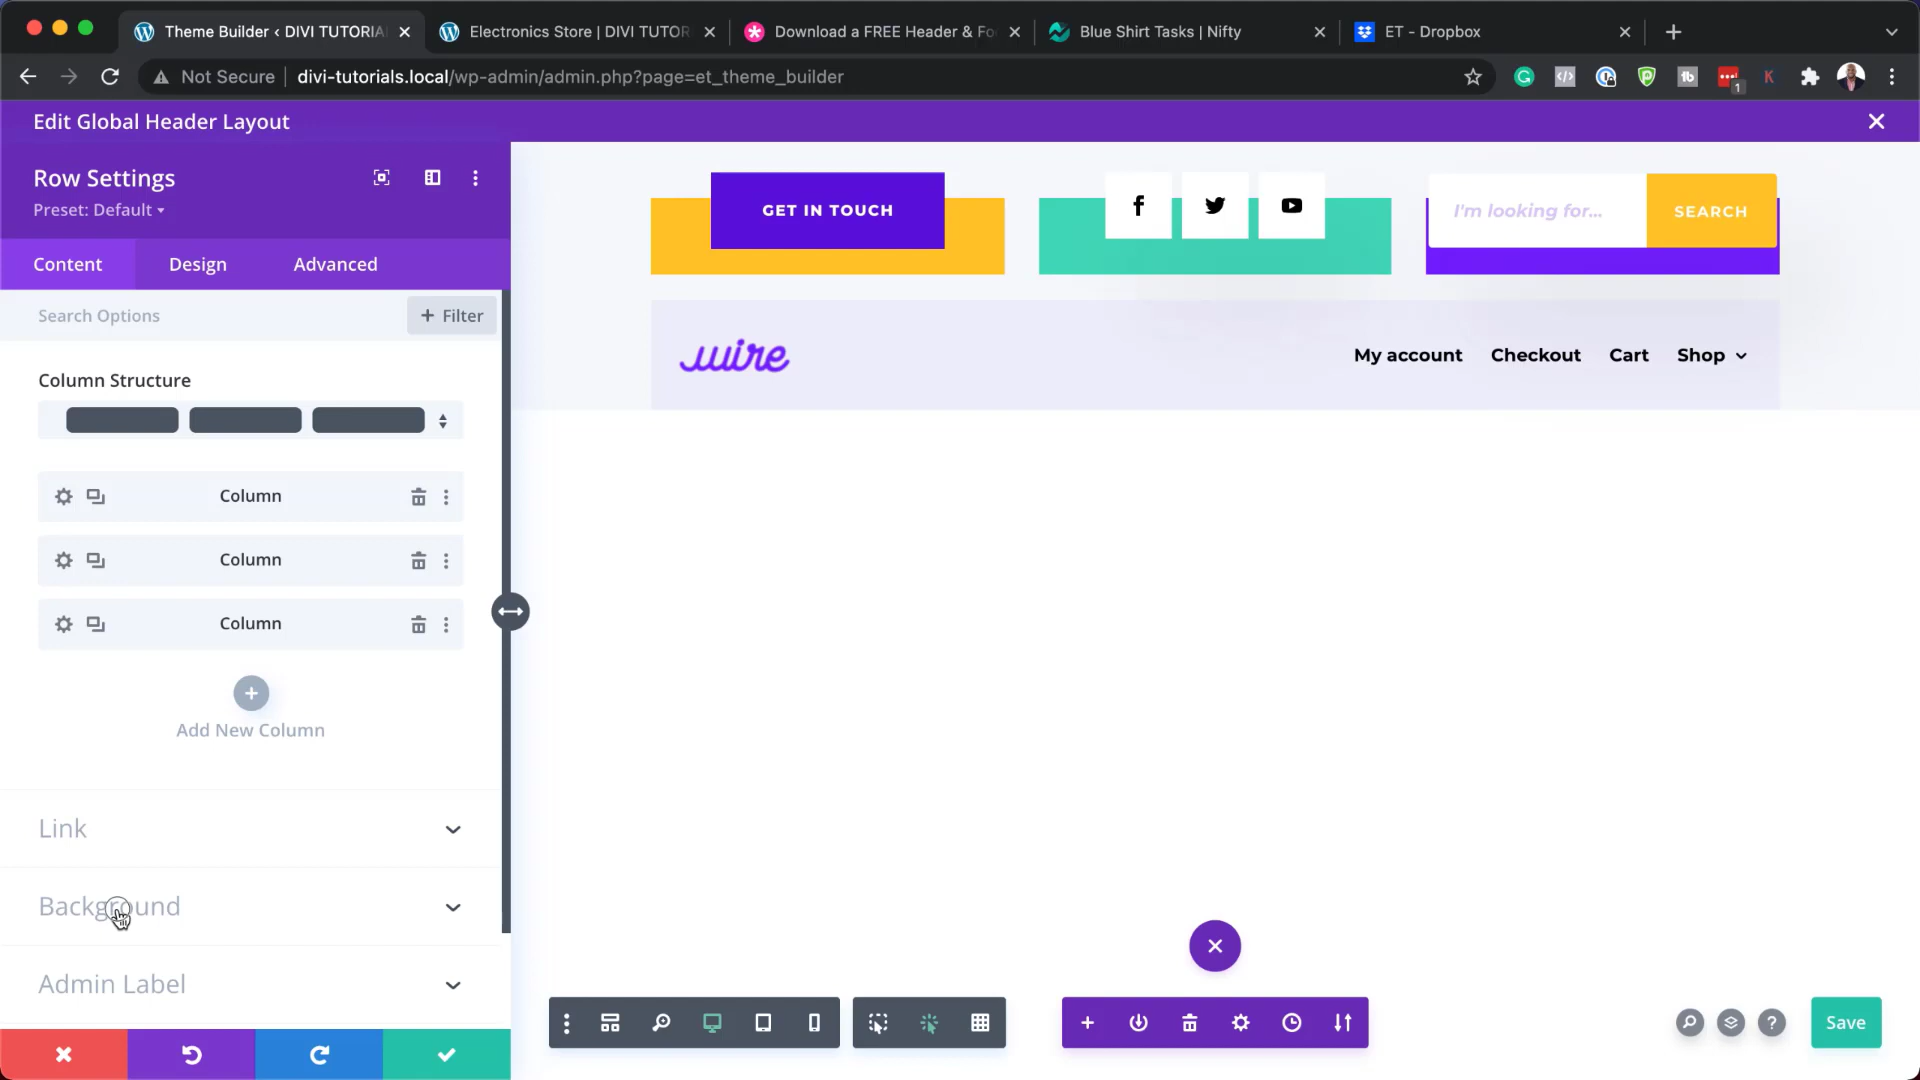 Theme Builder ‹ DIVI TUTORIA
Electronics Store | DIVI TUTOR
Download a FREE Header & Fo
Blue Shirt Tasks | Nifty
ET - Dropbox
Not Secure
divi-tutorials.local/wp-admin/admin.php?page=et_theme_builder
1
Edit Global Header Layout
Row Settings
Preset: Default
Content
Design
Advanced
Search Options
+ Filter
Column Structure
Column
Column
Column
Add New Column
Link
Background
Admin Label
GET IN TOUCH
I'm looking for...
SEARCH
wire
My account
Checkout
Cart
Shop
Save